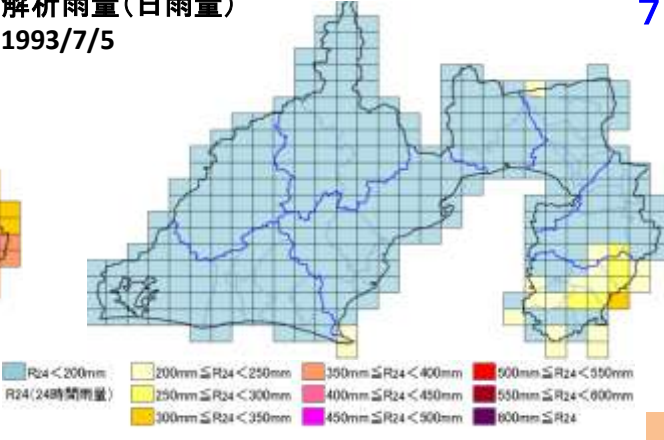 解析雨量(日雨量)
7
1993/7/5
R24<200mm
200mm≦R24<250mm
350mm≦R24<400mm
500mm≦R24<550mm
R24(24時間雨量)
250mm≦R24<300mm
400mm≦R24<450mm
550mm≦R24<600mm
300mm≦R24<350mm
450mm≦R24<500mm
600mm≦R24